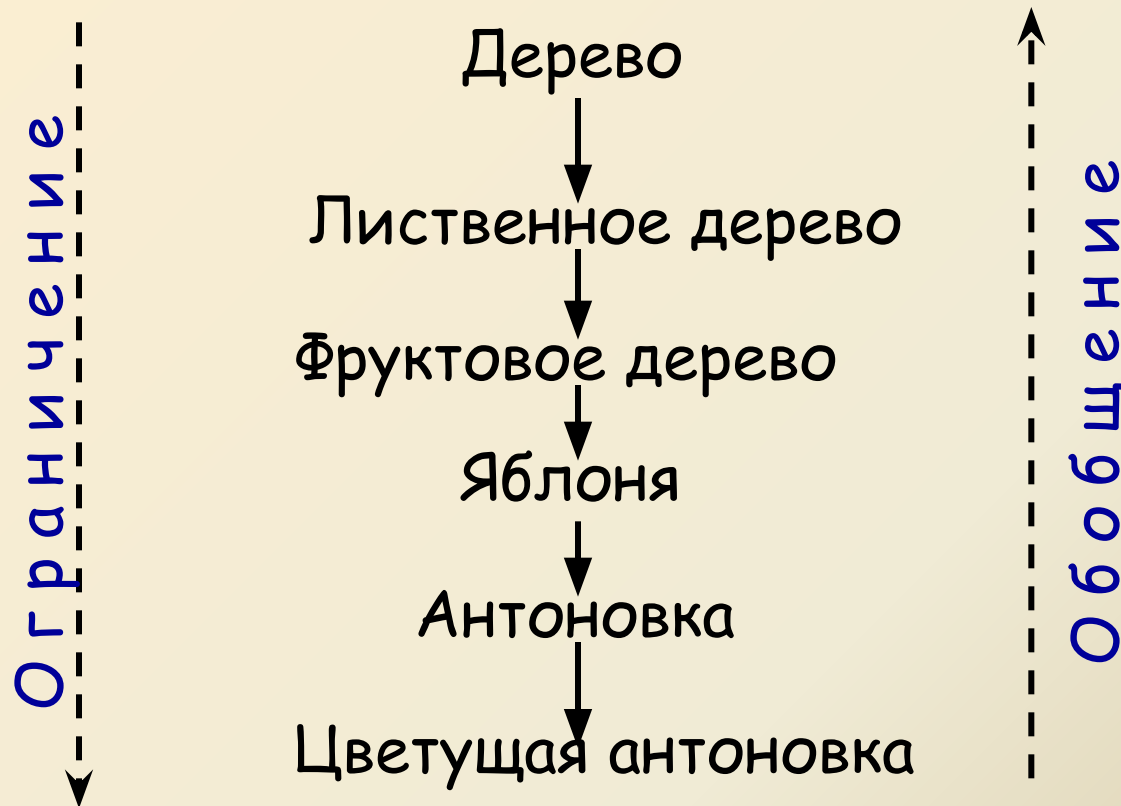 Ограничение
Дерево
Лиственное дерево
Фруктовое дерево
Яблоня
Антоновка
Цветущая антоновка
Обобщение